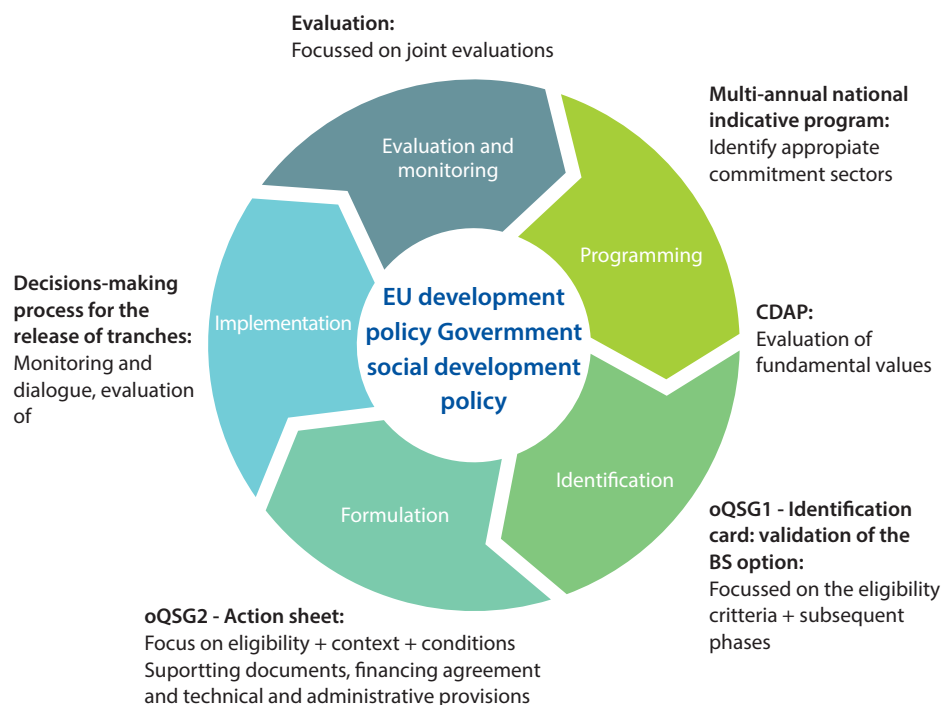 Evaluation:
Focussed on joint evaluations
Evaluation and
monitoring
Multi-annual national
indicative program:
Identify appropiate
commitment sectors
Programming
CDAP:
Evaluation of
fundamental values
Identification
oQSG1 - Identification
card: validation of the
BS option:
Focussed on the eligibility
critteria + subsequent
phases
Formulation
oQSG2 - Action sheet:
Focus on eligibility + context + conditions
Suportting documents, financing agreement
and technical and administrative provisions
Implementation
Decisions-making
process for the
release of tranches:
Monitoring and
dialogue, evaluation
of
EU development
policy Govermment
social development
policy